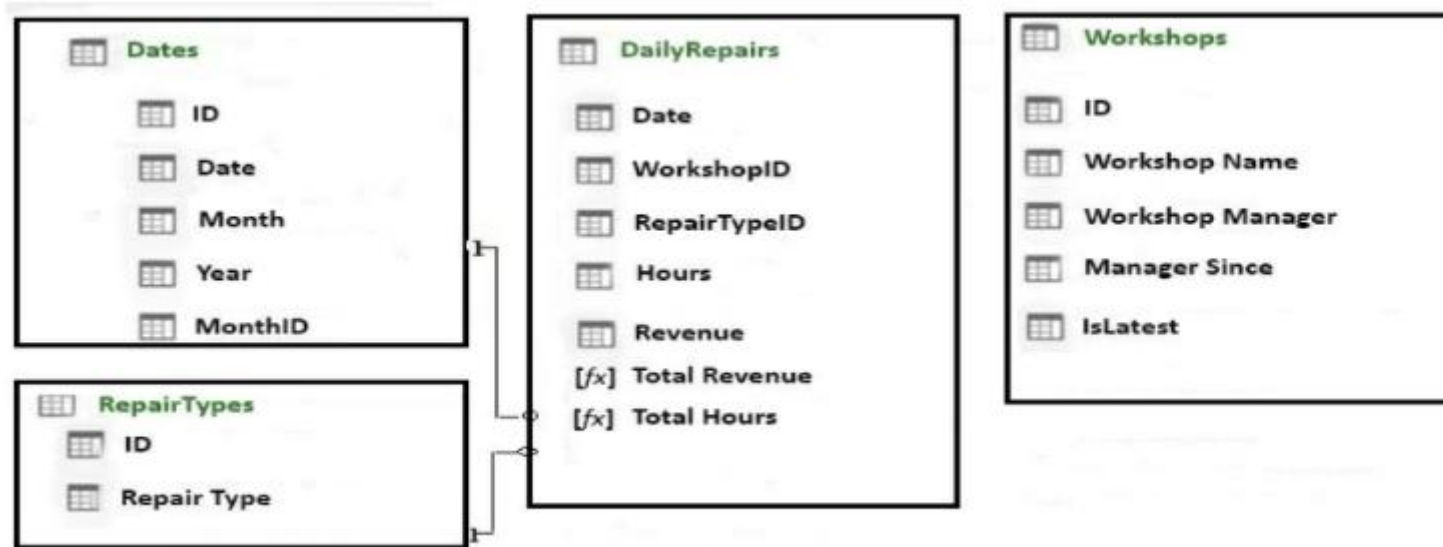 Dates
ID
Date
Month
Year
MonthID
1
RepairTypes
ID
Repair Type
1
DailyRepairs
Date
WorkshopID
RepairTypeID
Hours
Revenue
[fx] Total Revenue
[fx] Total Hours
Workshops
ID
Workshop Name
Workshop Manager
Manager Since
IsLatest